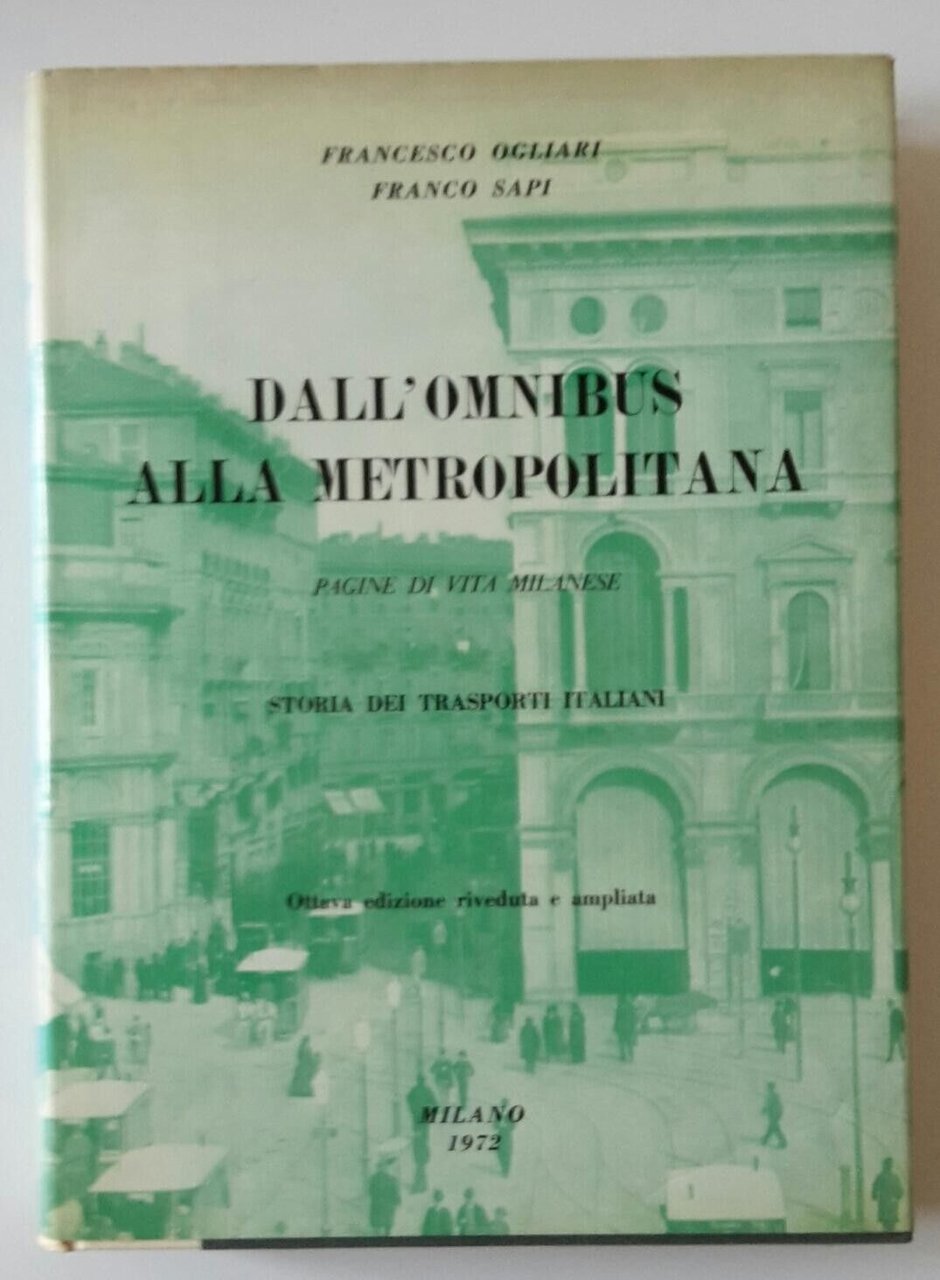 FRANCESCO OGLIARI
FRANCO SAPI
DALL'OMNIBUS
ALLA METROPOLITANA
PAGINE DI VITA MILANESE
STORIA DEI TRASPORTI ITALIANI
Ottava edizione riveduta e ampliata
MILANO
1972